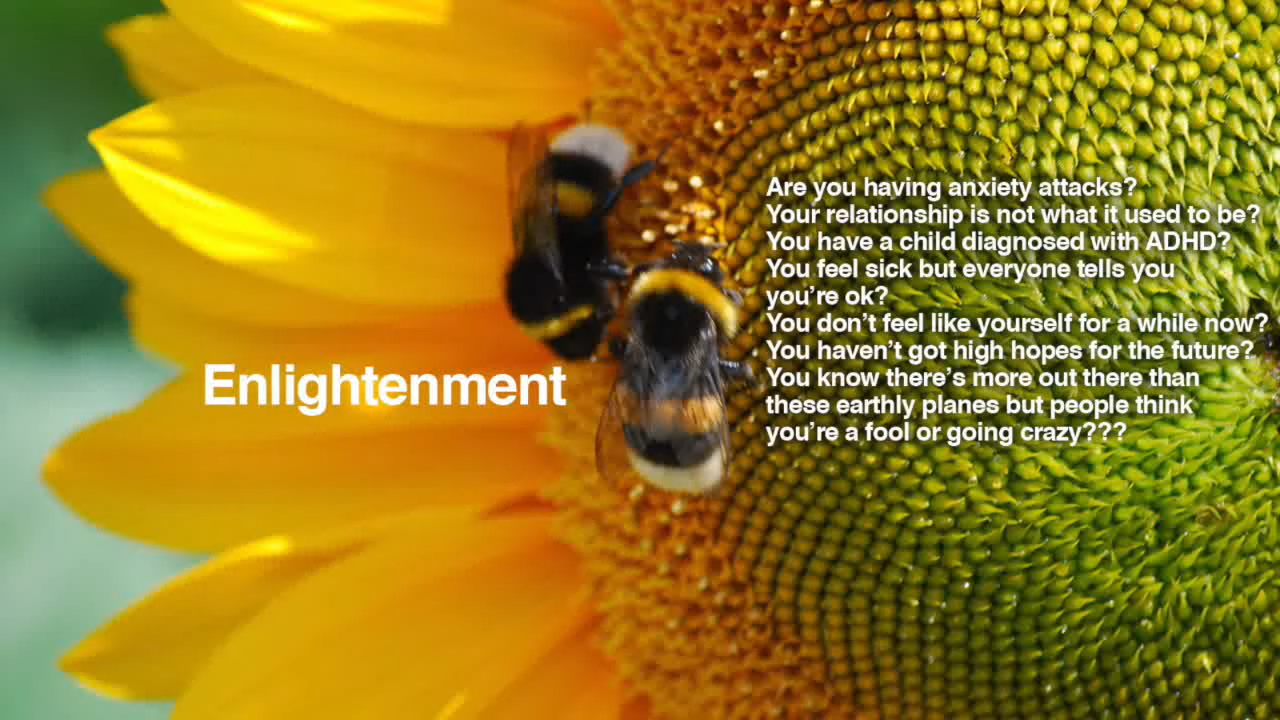 Enlightenment
Are you having anxiety attacks?
Your relationship is not what it used to be?
You have a child diagnosed with ADHD?
You feel sick but everyone tells you
you’re ok?
You don’t feel like yourself for a while now?
You haven’t got high hopes for the future?
You know there’s more out there than
these earthly planes but people think
you’re a fool or going crazy???